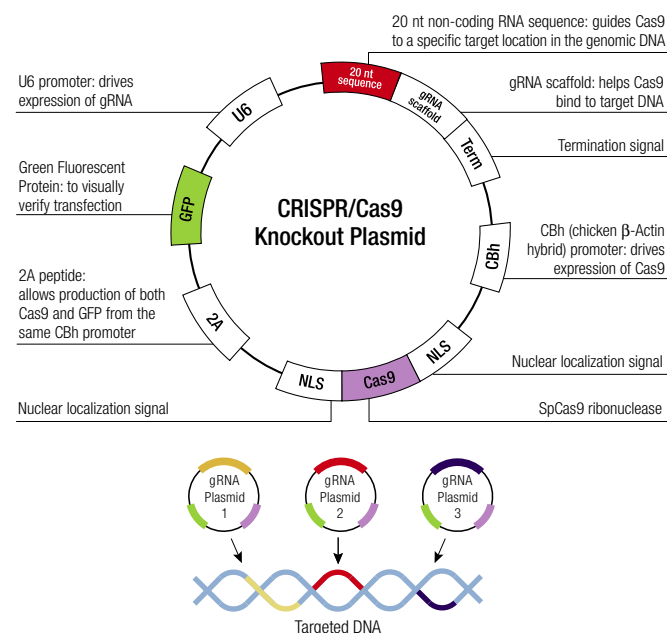 20 nt non-coding RNA sequence: guides Cas9
to a specific target location in the genomic DNA
U6 promoter: drives
expression of gRNA
20 nt
sequence
gRNA
scaffold
gRNA scaffold: helps Cas9
bind to target DNA
U6
Term
Termination signal
Green Fluorescent
Protein: to visually
verify transfection
GFP
CRISPR/Cas9
Knockout Plasmid
CBh
CBh (chicken β-Actin
hybrid) promoter: drives
expression of Cas9
2A peptide:
allows production of both
Cas9 and GFP from the
same CBh promoter
2A
NLS
Cas9
NLS
Nuclear localization signal
Nuclear localization signal
SpCas9 ribonuclease
gRNA
Plasmid
1
gRNA
Plasmid
2
gRNA
Plasmid
3
Targeted DNA